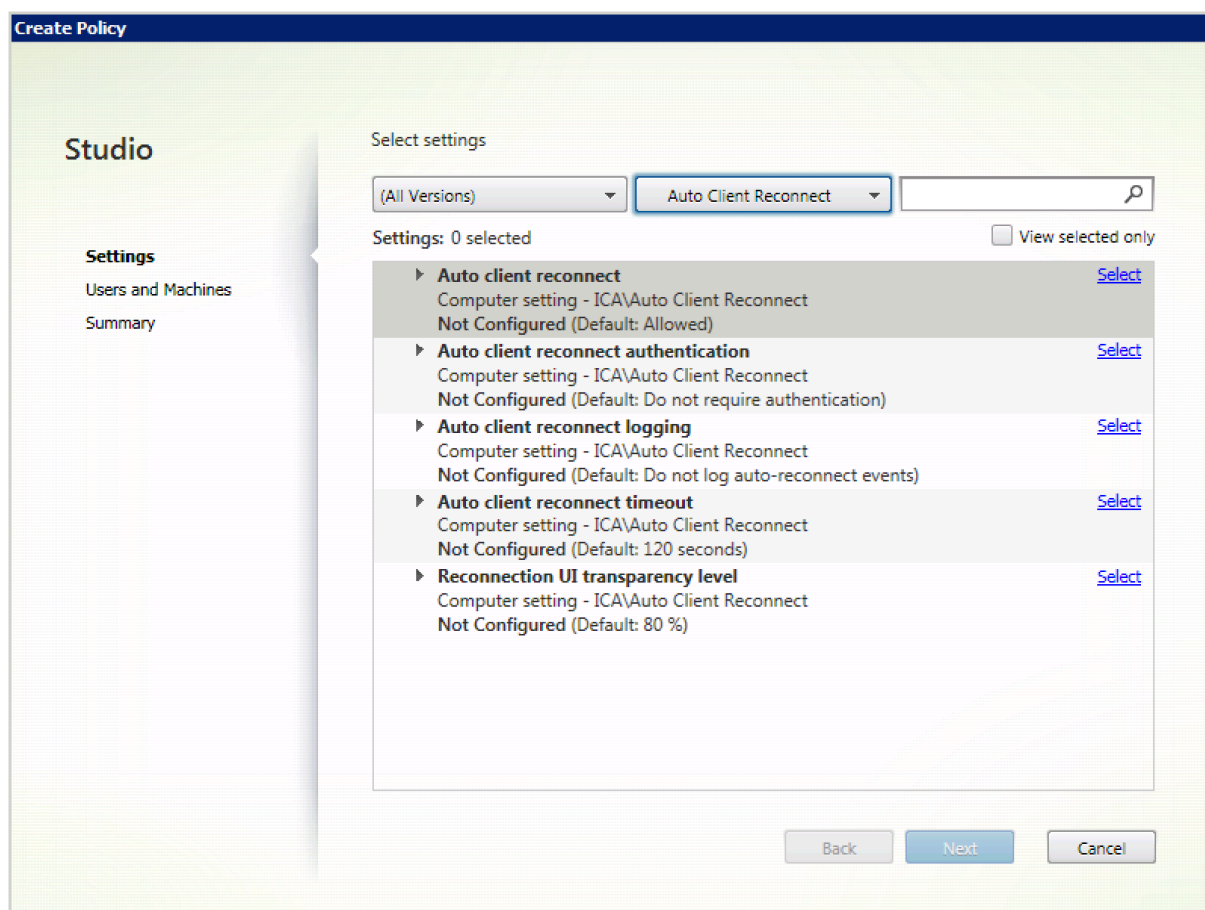 Create Policy
Studio
Settings
Users and Machines
Summary
Select settings
(All Versions)
Auto Client Reconnect
Settings: 0 selected
View selected only
Auto client reconnect
Select
Computer setting - ICA\Auto Client Reconnect
Not Configured (Default: Allowed)
Auto client reconnect authentication
Select
Computer setting - ICA\Auto Client Reconnect
Not Configured (Default: Do not require authentication)
Auto client reconnect logging
Select
Computer setting - ICA\Auto Client Reconnect
Not Configured (Default: Do not log auto-reconnect events)
Auto client reconnect timeout
Select
Computer setting - ICA\Auto Client Reconnect
Not Configured (Default: 120 seconds)
Reconnection UI transparency level
Select
Computer setting - ICA\Auto Client Reconnect
Not Configured (Default: 80 %)
Back
Next
Cancel